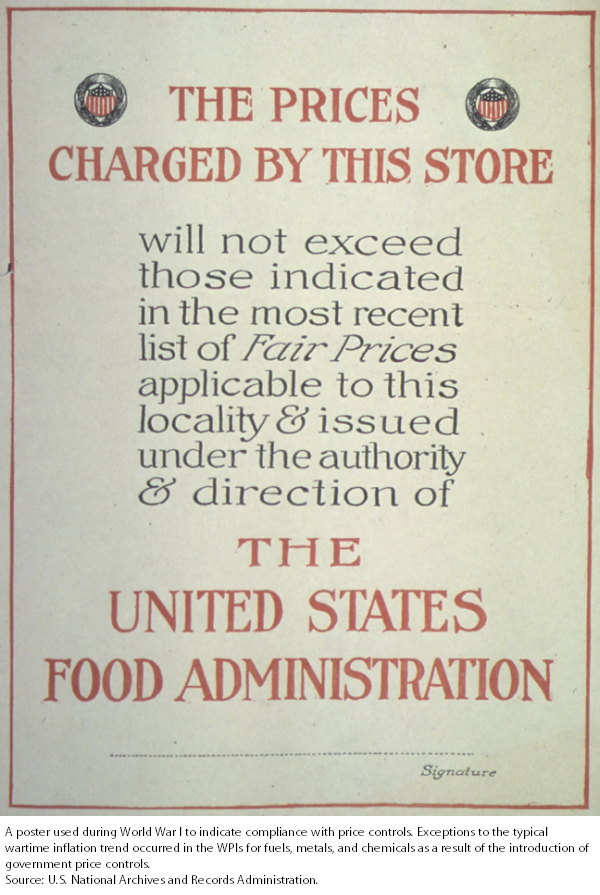 THE PRICES
CHARGED BY THIS STORE
will not exceed
those indicated
in the most recent
list of Fair Prices
applicable to this
locality & issued
under the authority
& direction of
THE
UNITED STATES
FOOD ADMINISTRATION
Signature
A poster used during World War I to indicate compliance with price controls. Exceptions to the typical
wartime inflation trend occurred in the WPIs for fuels, metals, and chemicals as a result of the introduction of
government price controls.
Source: U.S. National Archives and Records Administration.